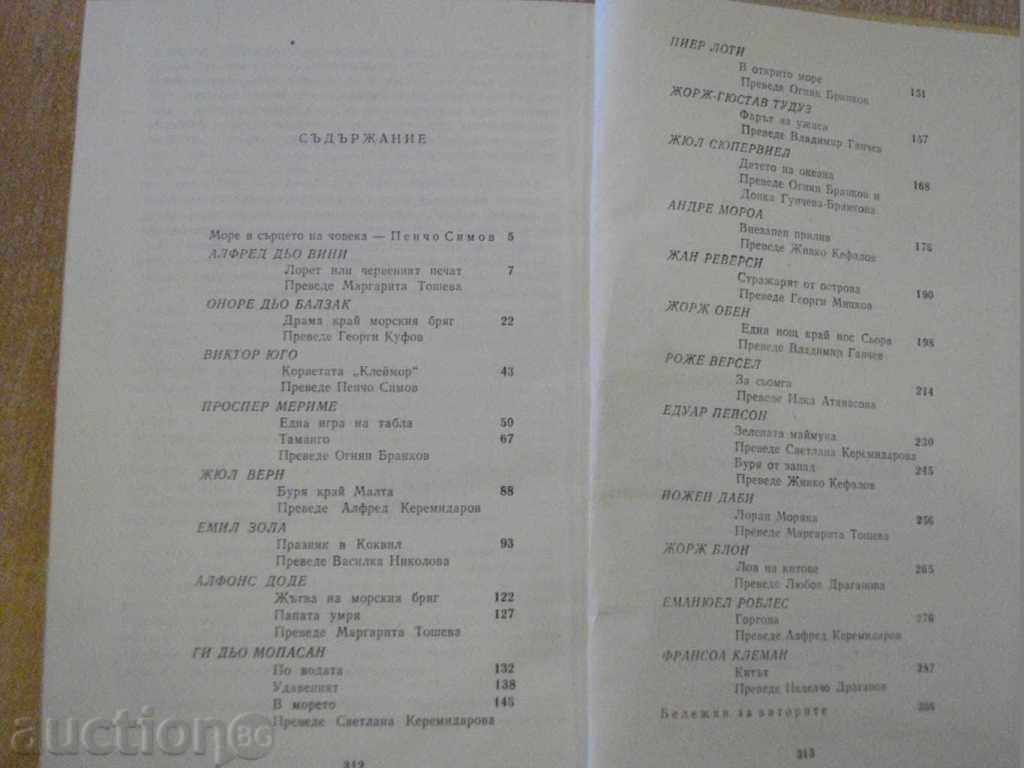 СЪДЪРЖАНИЕ
Море в сърцето на човека — Пенчо Симов 5
АЛФРЕД ДЬО ВИНИ
Лорет или червеният печат 7
Преведе Маргарита Тошева
ОНОРЕ ДЬО БАЛЗАК
Драма край морския бряг 22
Преведе Георги Куфов
ВИКТОР ЮГО
Корветата „Клеймор“ 43
Преведе Пенчо Симов
ПРОСПЕР МЕРИМЕ
Една игра на табла 50
Таманго 67
Преведе Огнян Бранков
ЖЮЛ ВЕРН
Буря край Малта 88
Преведе Алфред Керемидаров
ЕМИЛ ЗОЛА
Празник в Коквил 93
Преведе Василка Николова
АЛФОНС ДОДЕ
Жътва на морския бряг 122
Папата умря 127
Преведе Маргарита Тошева
ГИ ДЬО МОПАСАН
По водата 132
Удавеният 138
В морето 145
Преведе Светлана Керемидарова
312
ПИЕР ЛОТИ
В открито море 151
Преведе Огнян Бранков
ЖОРЖ-ГЮСТАВ ТУДУЗ
Фарът на ужаса 157
Преведе Владимир Ганчев
ЖЮЛ СЮПЕРВИЕЛ
Детето на океана 168
Преведе Огнян Бранков и
Донка Гунчева-Бранкова
АНДРЕ МОРОА
Внезапен прилив 176
Преведе Живко Кефалов
ЖАН РЕВЕРСИ
Стражарят от острова 190
Преведе Георги Минков
ЖОРЖ ОБЕН
Една нощ край нос Сьора 198
Преведе Владимир Ганчев
РОЖЕ ВЕРСЕЛ
За сьомга 214
Преведе Илка Атанасова
ЕДУАР ПЕЙСОН
Зелената маймуна 230
Преведе Светлана Керемидарова
Буря от запад 245
Преведе Живко Кефалов
ЙОЖЕН ДАБИ
Лоран Моряка 256
Преведе Маргарита Тошева
ЖОРЖ БЛОН
Лов на китове 265
Преведе Любов Драганова
ЕМАНЮЕЛ РОБЛЕС
Горгона 276
Преведе Алфред Керемидаров
ФРАНСОА КЛЕМАН
Китът 287
Преведе Неделчо Драганов
Бележки за авторите
313
auction BG